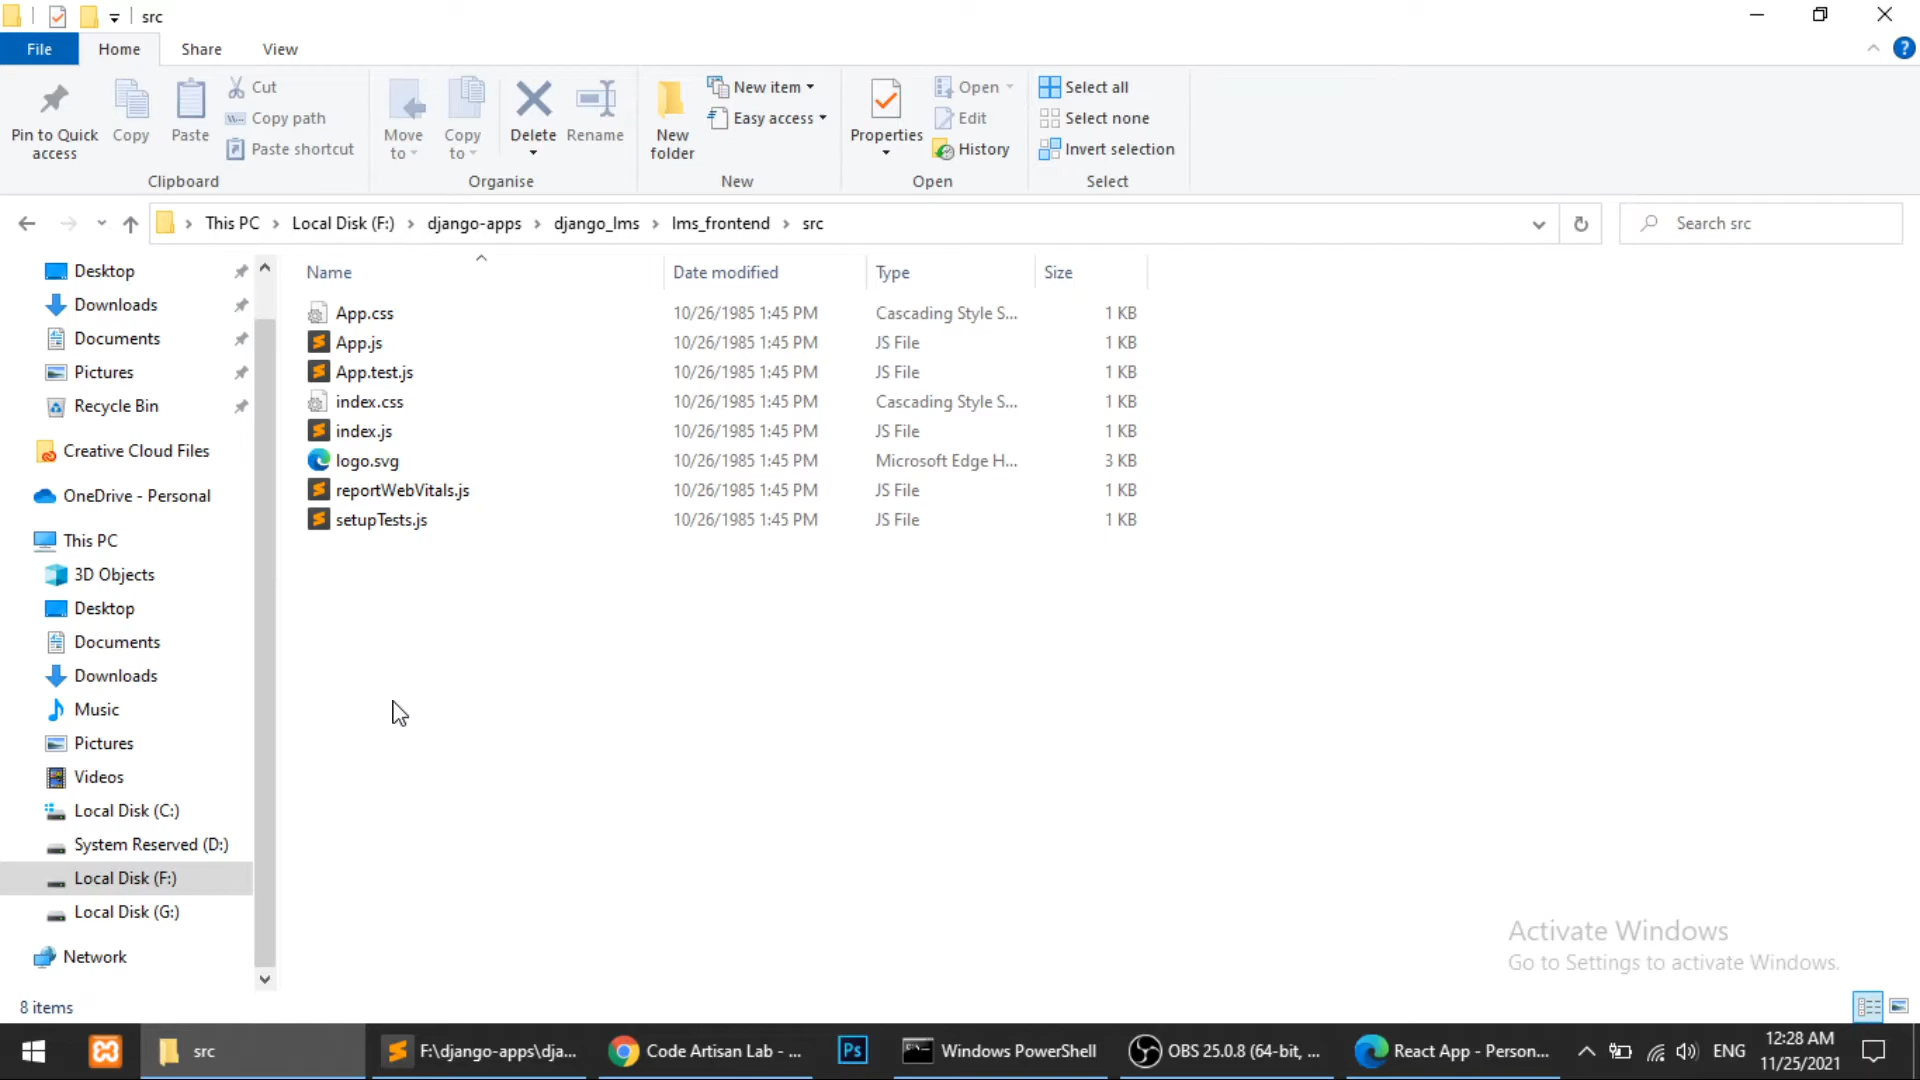 src
File Home Share View
Pin to Quick access
Copy
Paste
Cut
Copy path
Paste shortcut
Clipboard
Move to
Copy to
Delete
Rename
Organise
New folder
New item
Easy access
New
Properties
Open
Edit
History
Open
Select all
Select none
Invert selection
Select
This PC › Local Disk (F:) › django-apps › django_lms › lms_frontend › src
Search src
Desktop
Downloads
Documents
Pictures
Recycle Bin
Creative Cloud Files
OneDrive - Personal
This PC
3D Objects
Desktop
Documents
Downloads
Music
Pictures
Videos
Local Disk (C:)
System Reserved (D:)
Local Disk (F:)
Local Disk (G:)
Network
Name Date modified Type Size
App.css 10/26/1985 1:45 PM Cascading Style S... 1 KB
App.js 10/26/1985 1:45 PM JS File 1 KB
App.test.js 10/26/1985 1:45 PM JS File 1 KB
index.css 10/26/1985 1:45 PM Cascading Style S... 1 KB
index.js 10/26/1985 1:45 PM JS File 1 KB
logo.svg 10/26/1985 1:45 PM Microsoft Edge H... 3 KB
reportWebVitals.js 10/26/1985 1:45 PM JS File 1 KB
setupTests.js 10/26/1985 1:45 PM JS File 1 KB
Activate Windows
Go to Settings to activate Windows.
8 items
src
F:\django-apps\dja...
Code Artisan Lab - ...
Ps
Windows PowerShell
OBS 25.0.8 (64-bit, ...
React App - Person...
ENG
12:28 AM
11/25/2021